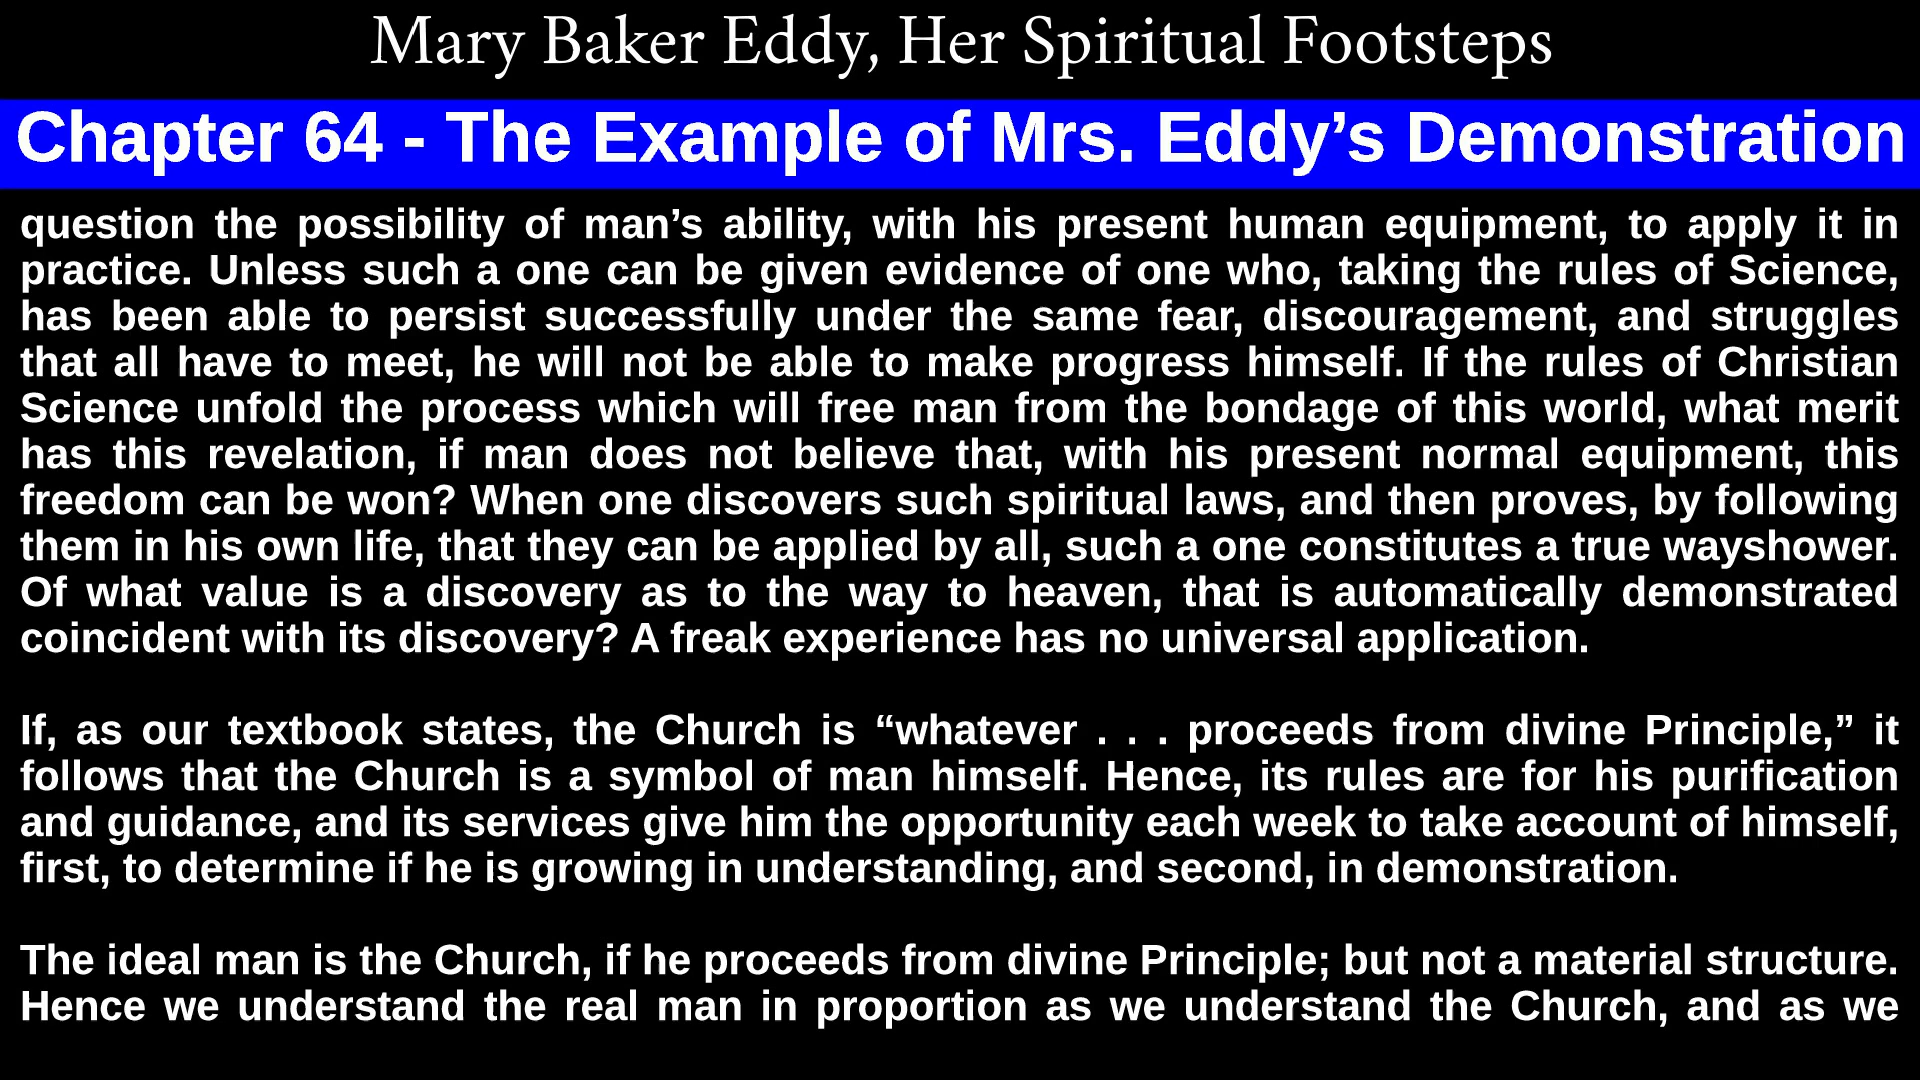 Mary Baker Eddy, Her Spiritual Footsteps
Chapter 64 - The Example of Mrs. Eddy’s Demonstration
question the possibility of man’s ability, with his present human equipment, to apply it in
practice. Unless such a one can be given evidence of one who, taking the rules of Science,
has been able to persist successfully under the same fear, discouragement, and struggles
that all have to meet, he will not be able to make progress himself. If the rules of Christian
Science unfold the process which will free man from the bondage of this world, what merit
has this revelation, if man does not believe that, with his present normal equipment, this
freedom can be won? When one discovers such spiritual laws, and then proves, by following
them in his own life, that they can be applied by all, such a one constitutes a true wayshower.
Of what value is a discovery as to the way to heaven, that is automatically demonstrated
coincident with its discovery? A freak experience has no universal application.
If, as our textbook states, the Church is “whatever . . . proceeds from divine Principle,” it
follows that the Church is a symbol of man himself. Hence, its rules are for his purification
and guidance, and its services give him the opportunity each week to take account of himself,
first, to determine if he is growing in understanding, and second, in demonstration.
The ideal man is the Church, if he proceeds from divine Principle; but not a material structure.
Hence we understand the real man in proportion as we understand the Church, and as we